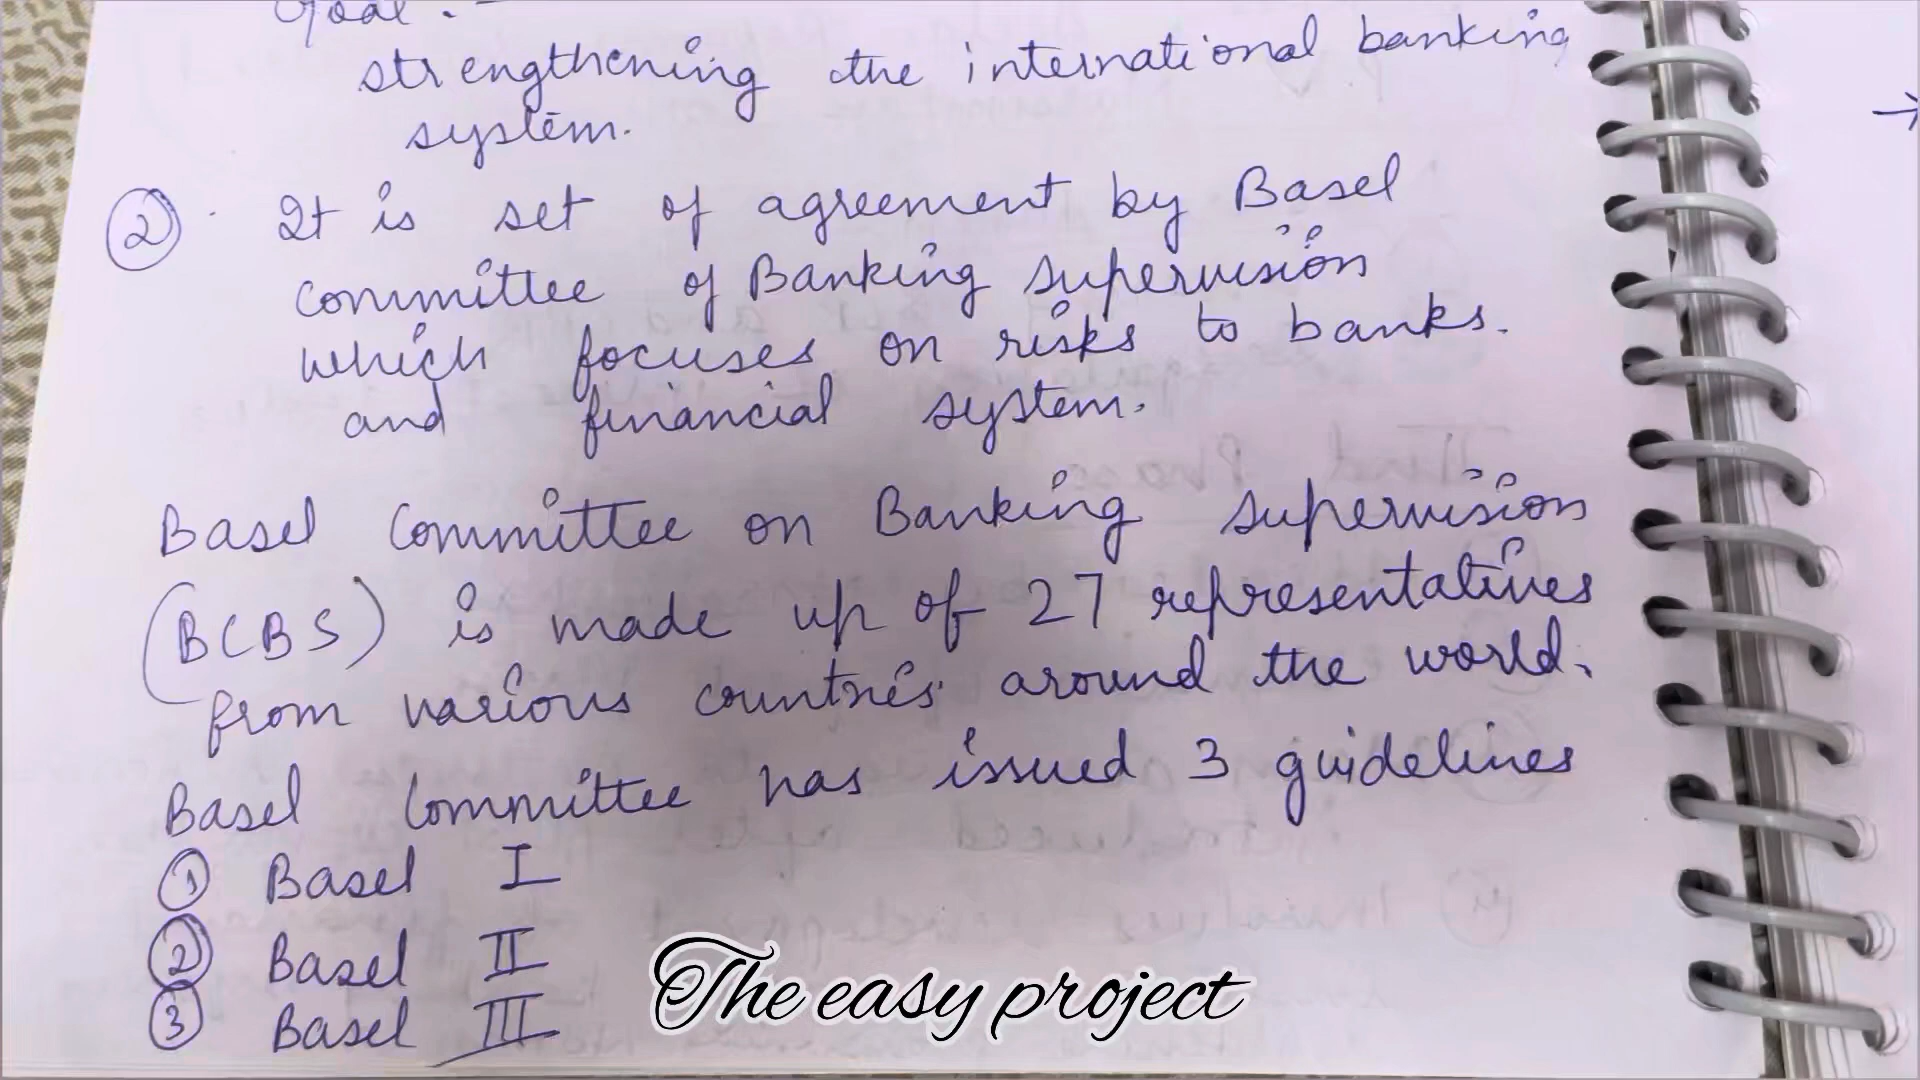 Goal :-
strengthening the international banking
system.
② It is set of agreement by Basel
committee of Banking supervision
which focuses on risks to banks.
and financial system.
Basel Committee on Banking supervision
(BCBS) is made up of 27 representatives
from various countries around the world.
Basel Committee has issued 3 guidelines
① Basel I
② Basel II
③ Basel III
The easy project